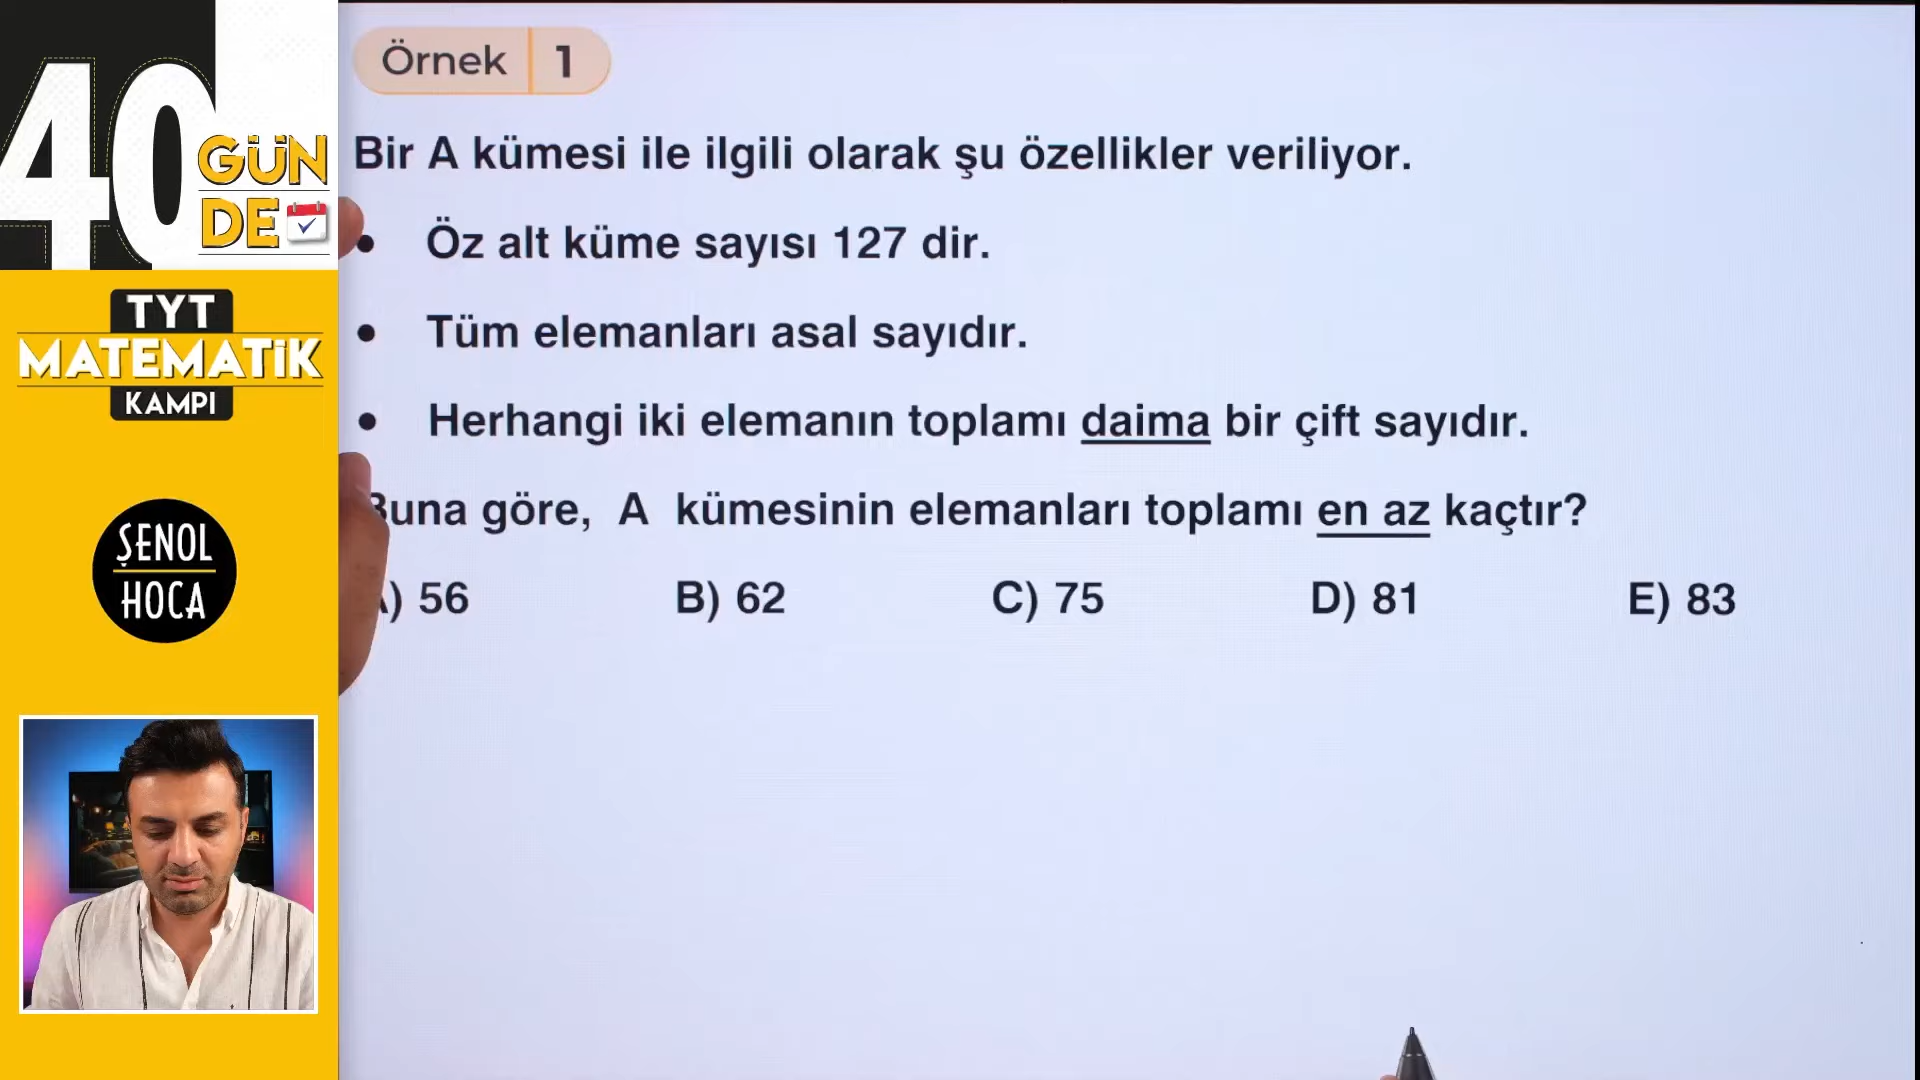 40
GÜN
DE
TYT
MATEMATİK
KAMPI
ŞENOL
HOCA
Örnek 1
Bir A kümesi ile ilgili olarak şu özellikler veriliyor.
• Öz alt küme sayısı 127 dir.
• Tüm elemanları asal sayıdır.
• Herhangi iki elemanın toplamı daima bir çift sayıdır.
Buna göre, A kümesinin elemanları toplamı en az kaçtır?
A) 56 B) 62 C) 75 D) 81 E) 83